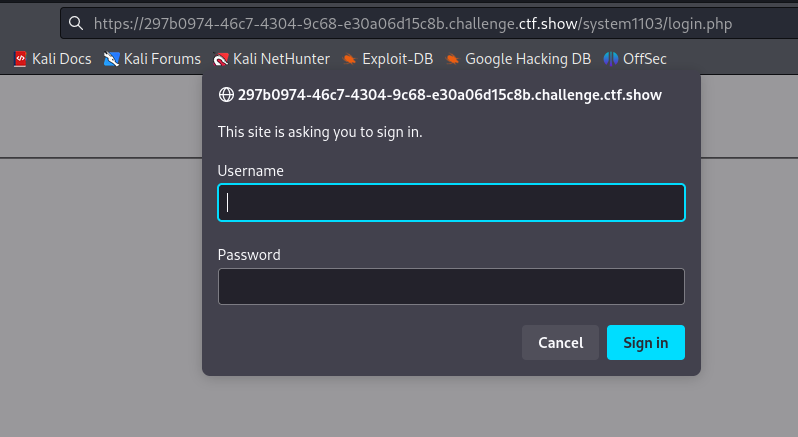 https://297b0974-46c7-4304-9c68-e30a06d15c8b.challenge.ctf.show/system1103/login.php
Kali Docs Kali Forums Kali NetHunter Exploit-DB Google Hacking DB OffSec
297b0974-46c7-4304-9c68-e30a06d15c8b.challenge.ctf.show
This site is asking you to sign in.
Username
Password
Cancel Sign in